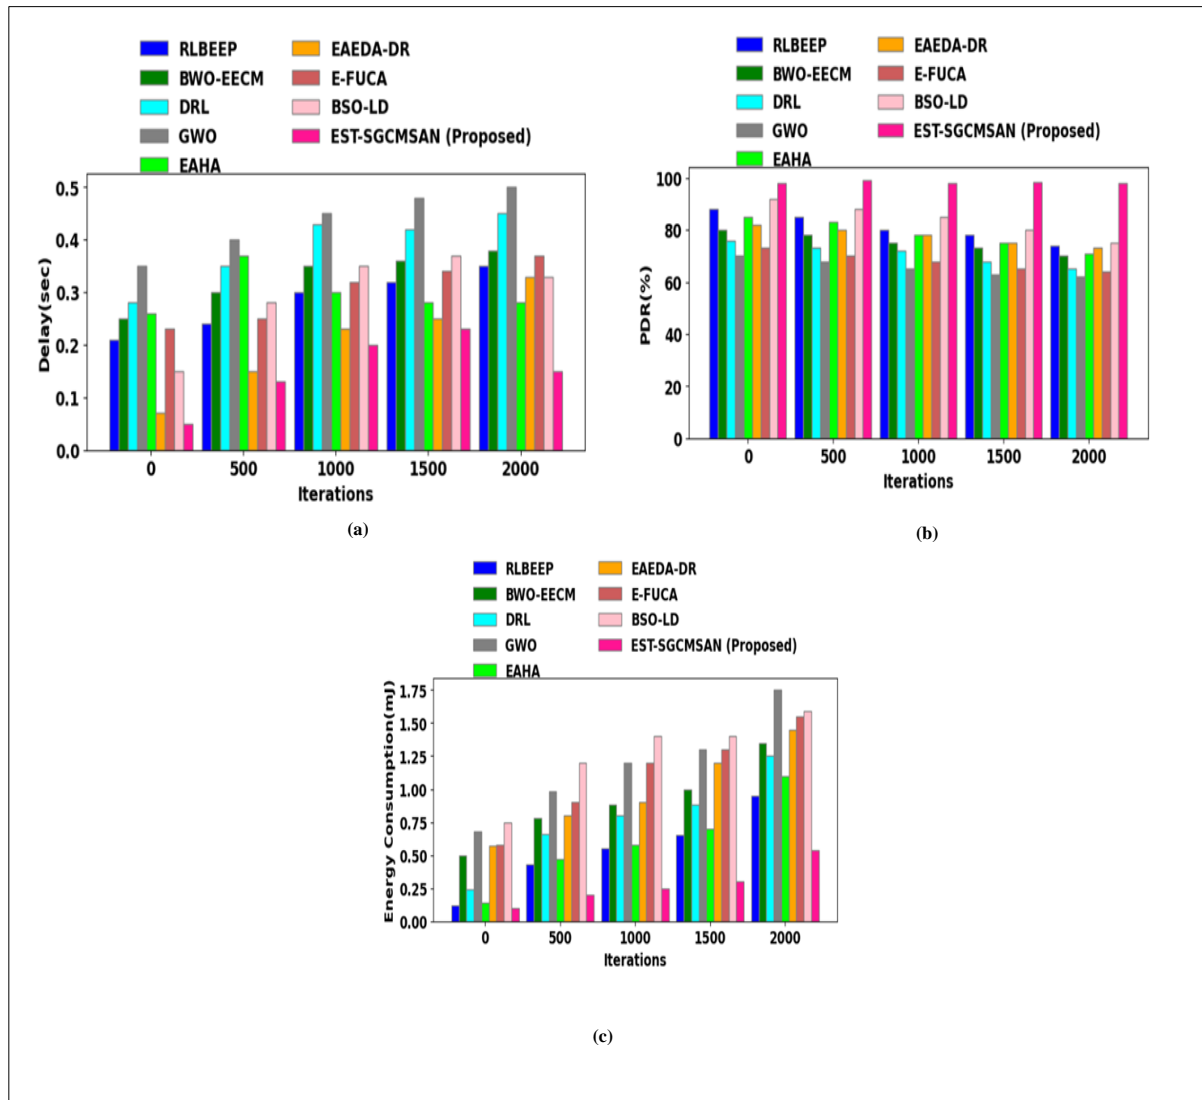 RLBEEP EAEDA-DR
BWO-EECM E-FUCA
DRL BSO-LD
GWO EST-SGCMSAN (Proposed)
EAHA
Delay(sec)
0.5
0.4
0.3
0.2
0.1
0.0
0 500 1000 1500 2000
Iterations
(a)
RLBEEP EAEDA-DR
BWO-EECM E-FUCA
DRL BSO-LD
GWO EST-SGCMSAN (Proposed)
EAHA
PDR(%)
100
80
60
40
20
0
0 500 1000 1500 2000
Iterations
(b)
RLBEEP EAEDA-DR
BWO-EECM E-FUCA
DRL BSO-LD
GWO EST-SGCMSAN (Proposed)
EAHA
Energy Consumption(mJ)
1.75
1.50
1.25
1.00
0.75
0.50
0.25
0.00
0 500 1000 1500 2000
Iterations
(c)